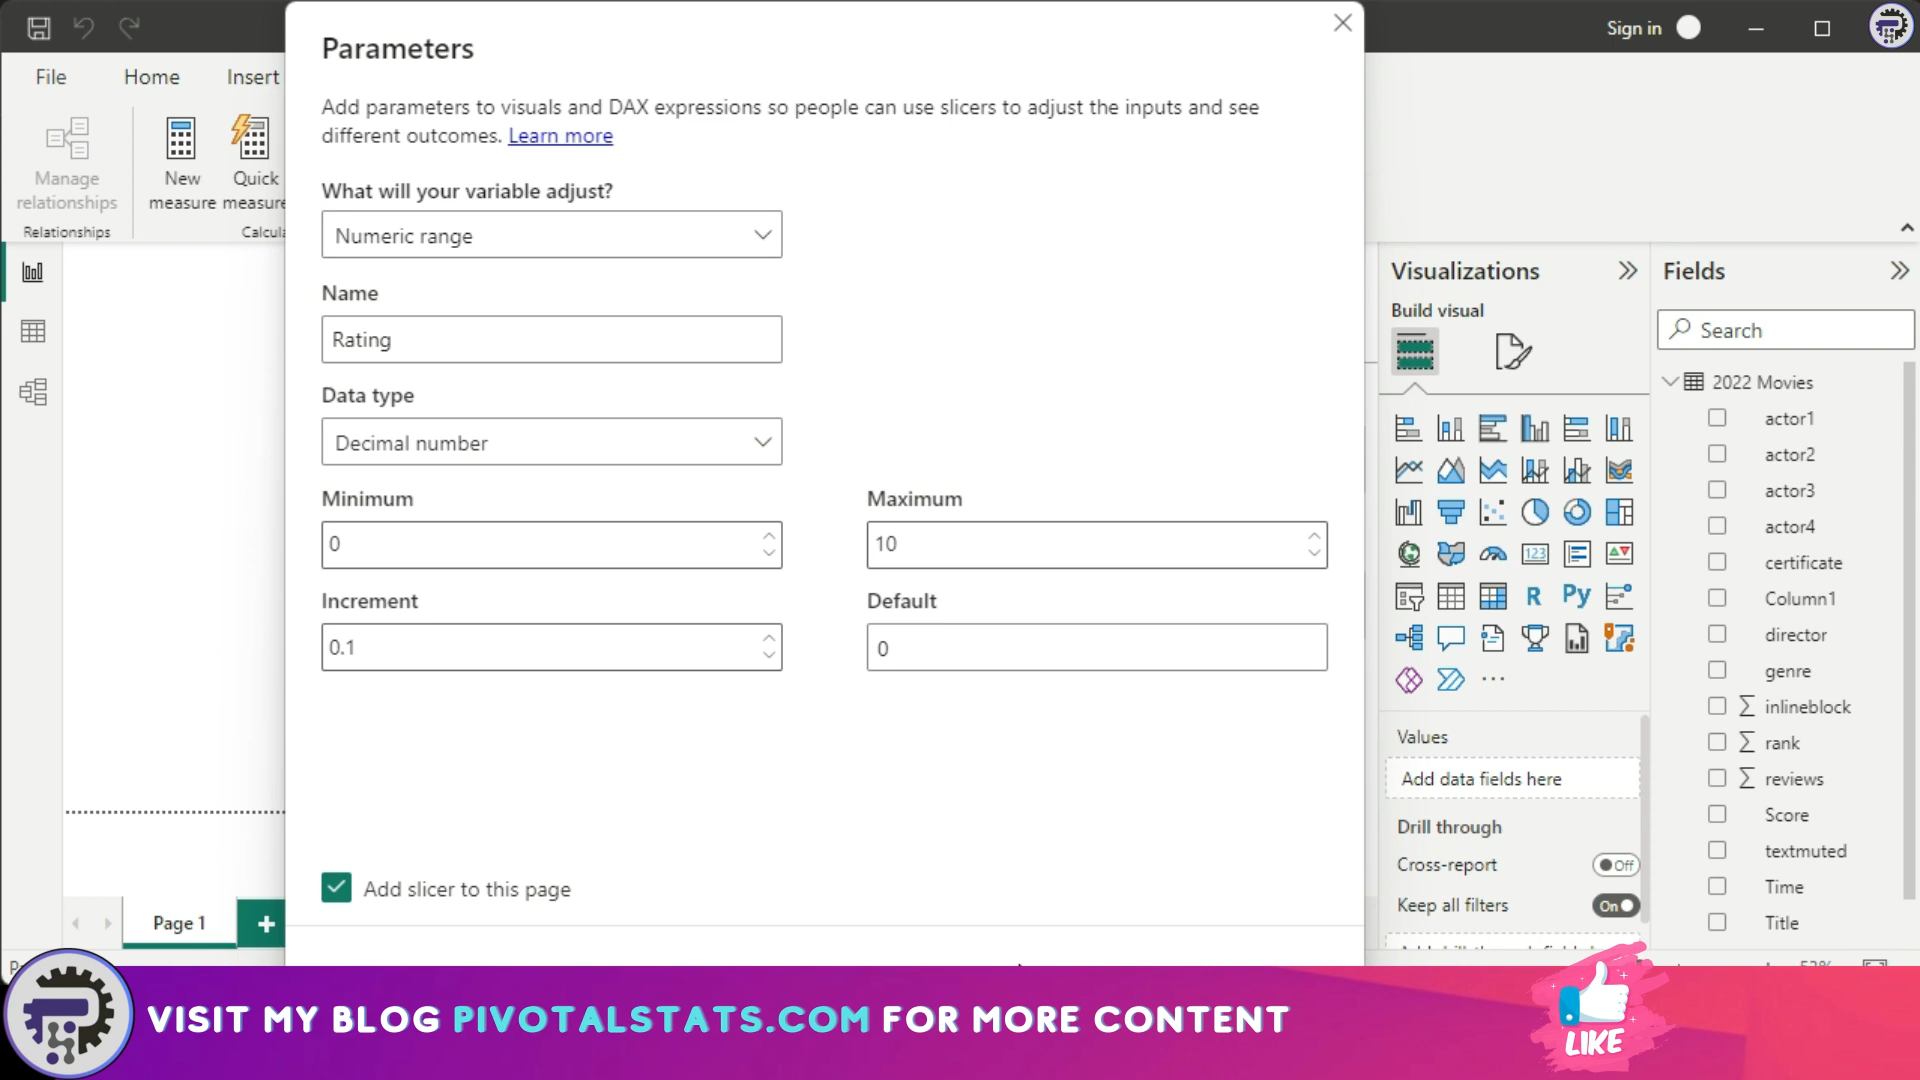 Sign in
File
Home
Insert
Manage
relationships
New
measure
Quick
measure
Relationships
Calcula
Parameters
Add parameters to visuals and DAX expressions so people can use slicers to adjust the inputs and see
different outcomes. Learn more
What will your variable adjust?
Numeric range
Name
Rating
Data type
Decimal number
Minimum
0
Maximum
10
Increment
0.1
Default
0
Add slicer to this page
Page 1
Visualizations
Build visual
123
R
Py
Values
Add data fields here
Drill through
Cross-report
Off
Keep all filters
On
Fields
Search
2022 Movies
actor1
actor2
actor3
actor4
certificate
Column1
director
genre
inlineblock
rank
reviews
Score
textmuted
Time
Title
VISIT MY BLOG PIVOTALSTATS.COM FOR MORE CONTENT
LIKE